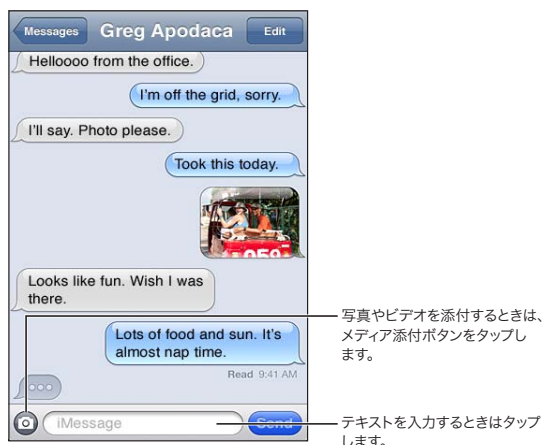 Messages Greg Apodaca Edit
Helloooo from the office.
I'm off the grid, sorry.
I'll say. Photo please.
Took this today.
059
Looks like fun. Wish I was
there.
Lots of food and sun. It's
almost nap time.
Read 9:41 AM
iMessage Send
写真やビデオを添付するときは、
メディア添付ボタンをタップし
ます。
テキストを入力するときはタップ
します。